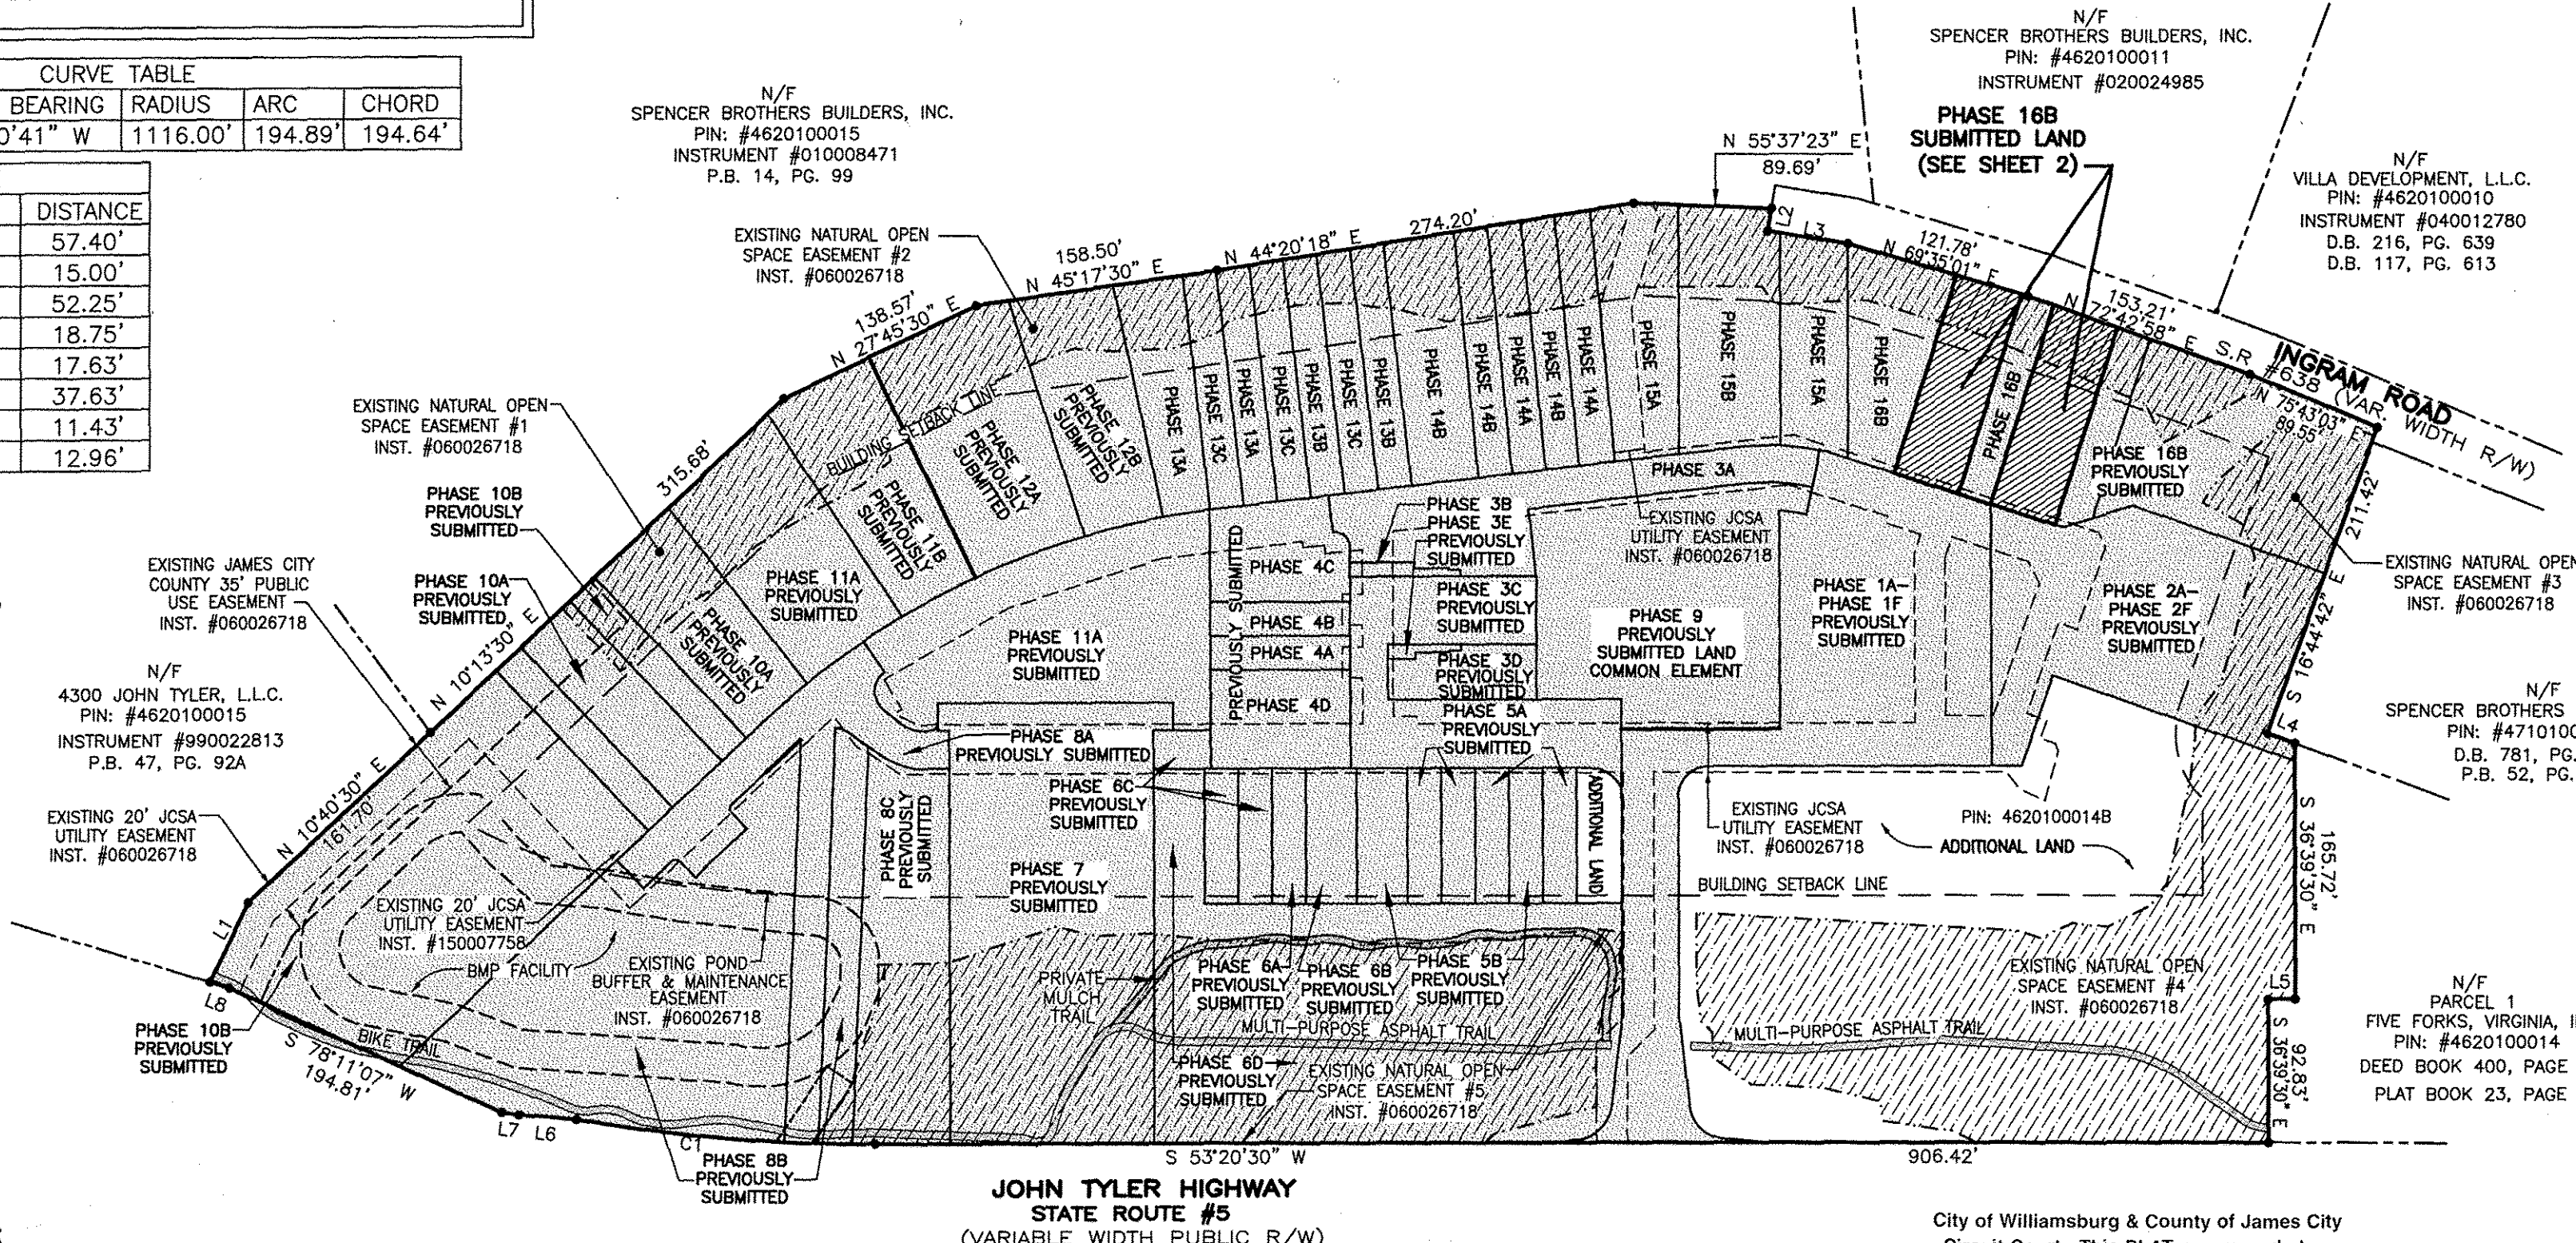 CURVE TABLE
BEARING RADIUS ARC CHORD
0'41" W 1116.00' 194.89' 194.64'
DISTANCE
57.40'
15.00'
52.25'
18.75'
17.63'
37.63'
11.43'
12.96'
N/F
SPENCER BROTHERS BUILDERS, INC.
PIN: #4620100015
INSTRUMENT #010008471
P.B. 14, PG. 99
N/F
SPENCER BROTHERS BUILDERS, INC.
PIN: #4620100011
INSTRUMENT #020024985
PHASE 16B
SUBMITTED LAND
(SEE SHEET 2)
N/F
VILLA DEVELOPMENT, L.L.C.
PIN: #4620100010
INSTRUMENT #040012780
D.B. 216, PG. 639
D.B. 117, PG. 613
N 55°37'23" E
89.69'
L2
L3
121.78'
N 69°35'01" E
153.21'
N 72°42'58" E
S.R. #638
INGRAM ROAD
(VAR. WIDTH R/W)
N 75°43'03" E
89.55'
211.42'
S 16°44'42" E
274.20'
N 44°20'18" E
158.50'
N 45°17'30" E
138.57'
N 27°45'30" E
315.68'
N 10°13'30" E
N 10°40'30" E
161.70'
EXISTING NATURAL OPEN
SPACE EASEMENT #2
INST. #060026718
EXISTING NATURAL OPEN
SPACE EASEMENT #1
INST. #060026718
PHASE 10B
PREVIOUSLY
SUBMITTED
PHASE 10A
PREVIOUSLY
SUBMITTED
EXISTING JAMES CITY
COUNTY 35' PUBLIC
USE EASEMENT
INST. #060026718
N/F
4300 JOHN TYLER, L.L.C.
PIN: #4620100015
INSTRUMENT #990022813
P.B. 47, PG. 92A
EXISTING 20' JCSA
UTILITY EASEMENT
INST. #060026718
PHASE 10A
PREVIOUSLY
SUBMITTED
PHASE 11A
PREVIOUSLY
SUBMITTED
PHASE 11B
PREVIOUSLY
SUBMITTED
BUILDING SETBACK LINE
PHASE 12A
PREVIOUSLY
SUBMITTED
PHASE 12B
PREVIOUSLY
SUBMITTED
PHASE 13A
PHASE 13C
PHASE 13A
PHASE 13C
PHASE 13B
PHASE 13C
PHASE 13B
PHASE 14B
PHASE 14B
PHASE 14A
PHASE 14B
PHASE 14A
PHASE 15A
PHASE 15B
PHASE 15A
PHASE 16B
PHASE 16B
PHASE 16B
PREVIOUSLY
SUBMITTED
PHASE 3A
PHASE 3B
PHASE 3E
PREVIOUSLY
SUBMITTED
EXISTING JCSA
UTILITY EASEMENT
INST. #060026718
PREVIOUSLY SUBMITTED
PREVIOUSLY SUBMITTED
PHASE 4C
PHASE 4B
PHASE 4A
PHASE 4D
PHASE 3C
PREVIOUSLY
SUBMITTED
PHASE 3D
PREVIOUSLY
SUBMITTED
PHASE 5A
PREVIOUSLY
SUBMITTED
PHASE 9
PREVIOUSLY
SUBMITTED LAND
COMMON ELEMENT
PHASE 1A-
PHASE 1F
PREVIOUSLY
SUBMITTED
PHASE 2A-
PHASE 2F
PREVIOUSLY
SUBMITTED
EXISTING NATURAL OPEN
SPACE EASEMENT #3
INST. #060026718
N/F
SPENCER BROTHERS
PIN: #4710100
D.B. 781, PG.
P.B. 52, PG.
PHASE 11A
PREVIOUSLY
SUBMITTED
PHASE 8A
PREVIOUSLY SUBMITTED
PHASE 6C
PREVIOUSLY
SUBMITTED
PHASE 8C
PREVIOUSLY
SUBMITTED
PHASE 7
PREVIOUSLY
SUBMITTED
ADDITIONAL LAND
EXISTING JCSA
UTILITY EASEMENT
INST. #060026718
PIN: 4620100014B
ADDITIONAL LAND
BUILDING SETBACK LINE
L4
S 36°39'30" E
165.72'
L5
S 36°39'30" E
92.83'
N/F
PARCEL 1
FIVE FORKS, VIRGINIA, I
PIN: #4620100014
DEED BOOK 400, PAGE
PLAT BOOK 23, PAGE
L1
L8
EXISTING 20' JCSA
UTILITY EASEMENT
INST. #150007758
BMP FACILITY
EXISTING POND
BUFFER & MAINTENANCE
EASEMENT
INST. #060026718
PHASE 10B
PREVIOUSLY
SUBMITTED
BIKE TRAIL
S 78°11'07" W
194.81'
L7
L6
C1
PHASE 8B
PREVIOUSLY
SUBMITTED
PRIVATE
MULCH
TRAIL
PHASE 6A
PREVIOUSLY
SUBMITTED
PHASE 6B
PREVIOUSLY
SUBMITTED
PHASE 5B
PREVIOUSLY
SUBMITTED
MULTI-PURPOSE ASPHALT TRAIL
PHASE 6D
PREVIOUSLY
SUBMITTED
EXISTING NATURAL OPEN
SPACE EASEMENT #5
INST. #060026718
EXISTING NATURAL OPEN
SPACE EASEMENT #4
INST. #060026718
MULTI-PURPOSE ASPHALT TRAIL
S 53°20'30" W
906.42'
JOHN TYLER HIGHWAY
STATE ROUTE #5
(VARIABLE WIDTH PUBLIC R/W)
City of Williamsburg & County of James City